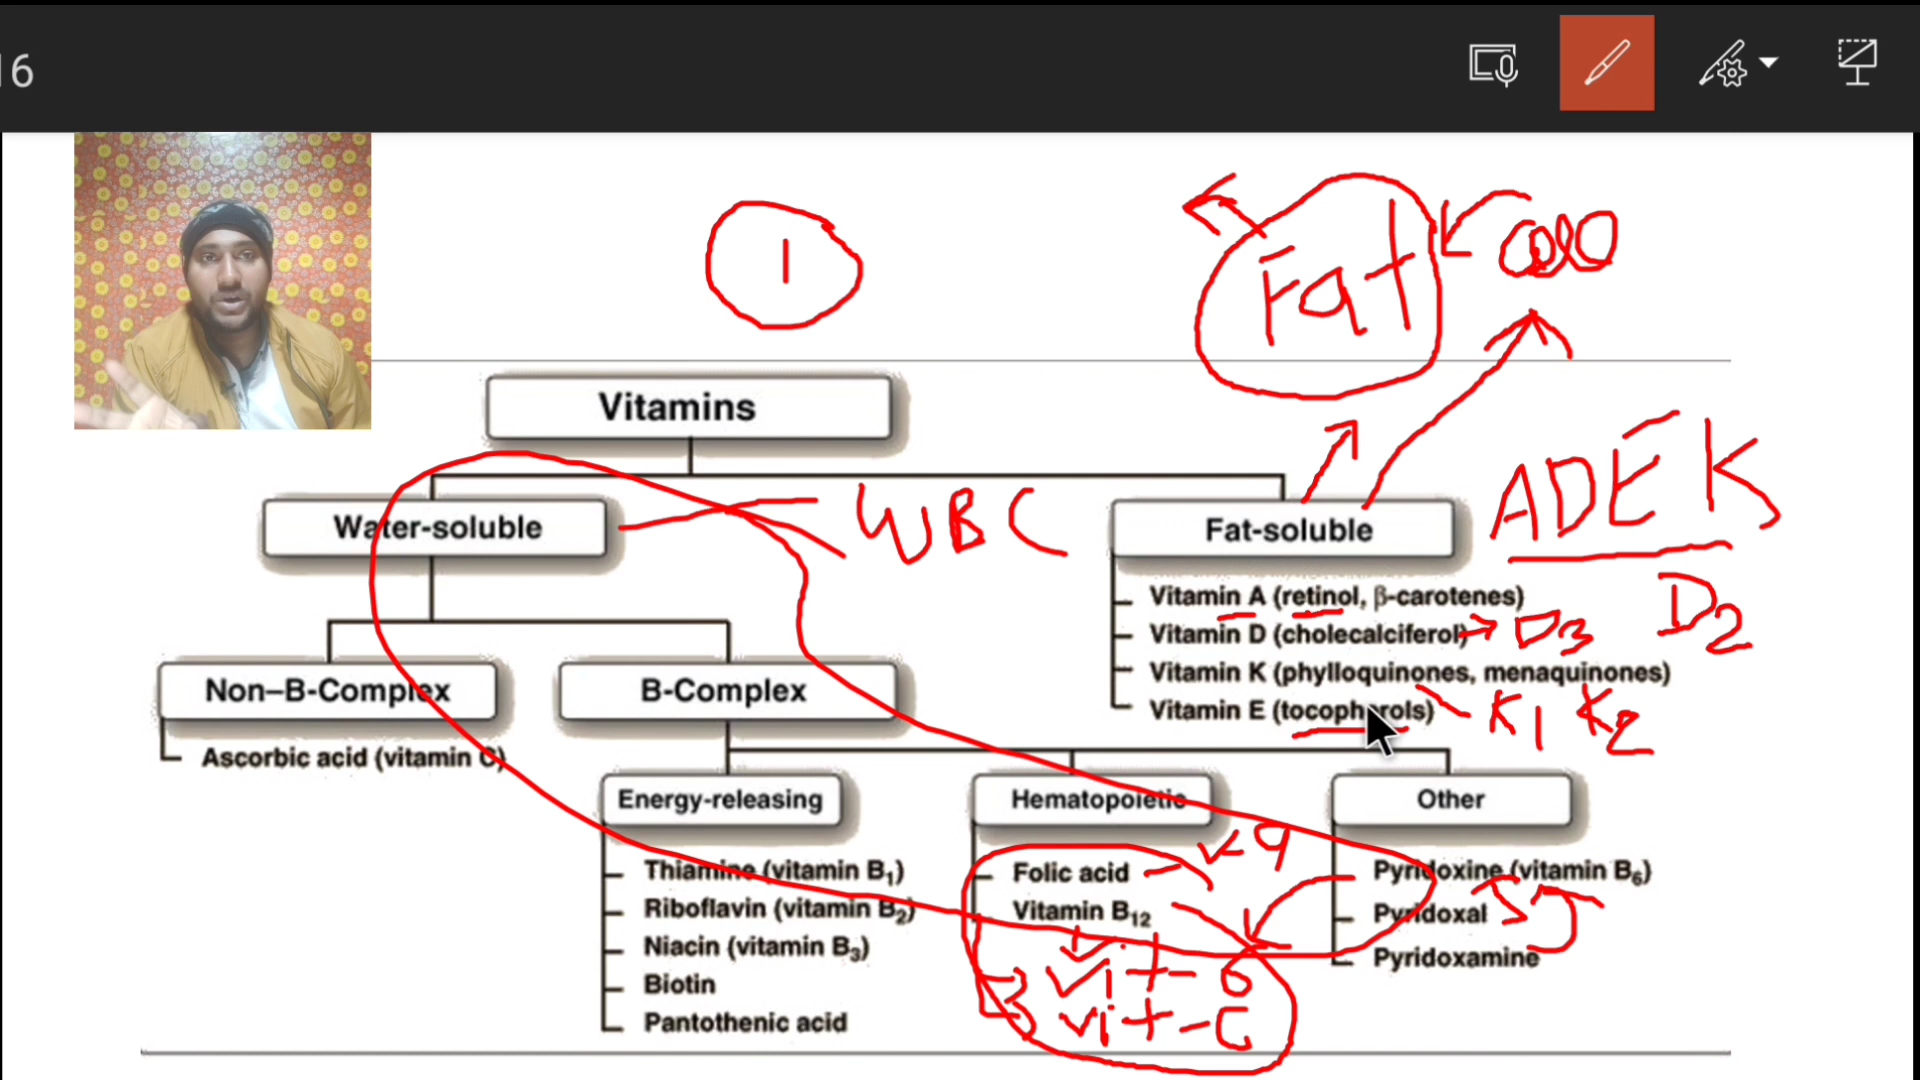 16
1
Fat
Vitamins
ADEK
Water-soluble
WBC
Fat-soluble
Vitamin A (retinol, β-carotenes)
D2
Vitamin D (cholecalciferol)
D3
Vitamin K (phylloquinones, menaquinones)
Vitamin E (tocopherols)
K1 K2
Non–B-Complex
B-Complex
Ascorbic acid (vitamin C)
Energy-releasing
Hematopoietic
Other
Thiamine (vitamin B₁)
Riboflavin (vitamin B₂)
Niacin (vitamin B₃)
Biotin
Pantothenic acid
Folic acid
9
Vitamin B₁₂
Vit- 6
vit-C
Pyridoxine (vitamin B₆)
Pyridoxal
Pyridoxamine